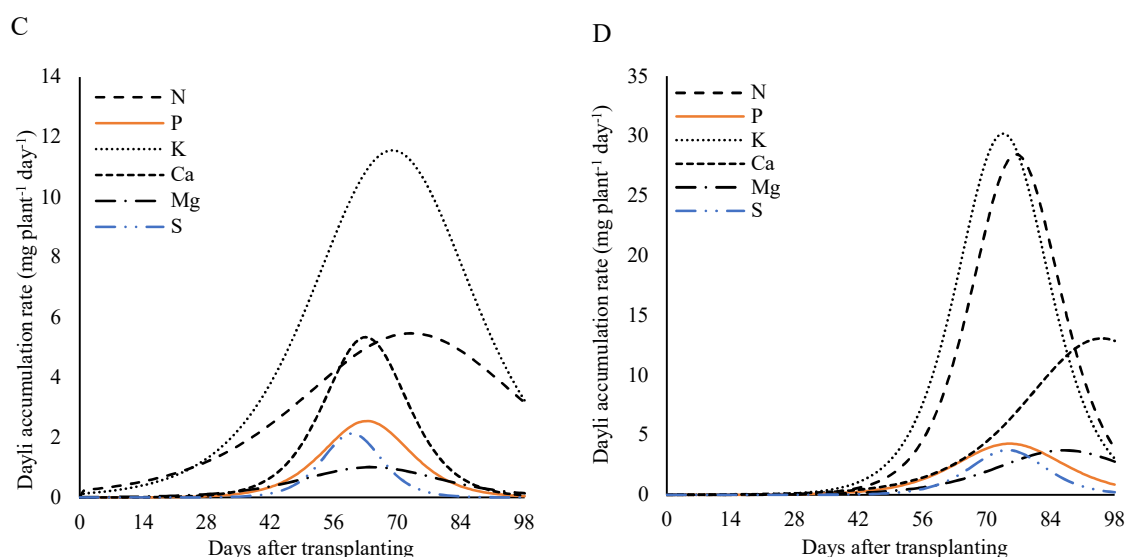 C
Dayli accumulation rate (mg plant⁻¹ day⁻¹)
14
12
10
8
6
4
2
0
N
P
K
Ca
Mg
S
0 14 28 42 56 70 84 98
Days after transplanting
D
Dayli accumulation rate (mg plant⁻¹ day⁻¹)
35
30
25
20
15
10
5
0
N
P
K
Ca
Mg
S
0 14 28 42 56 70 84 98
Days after transplanting